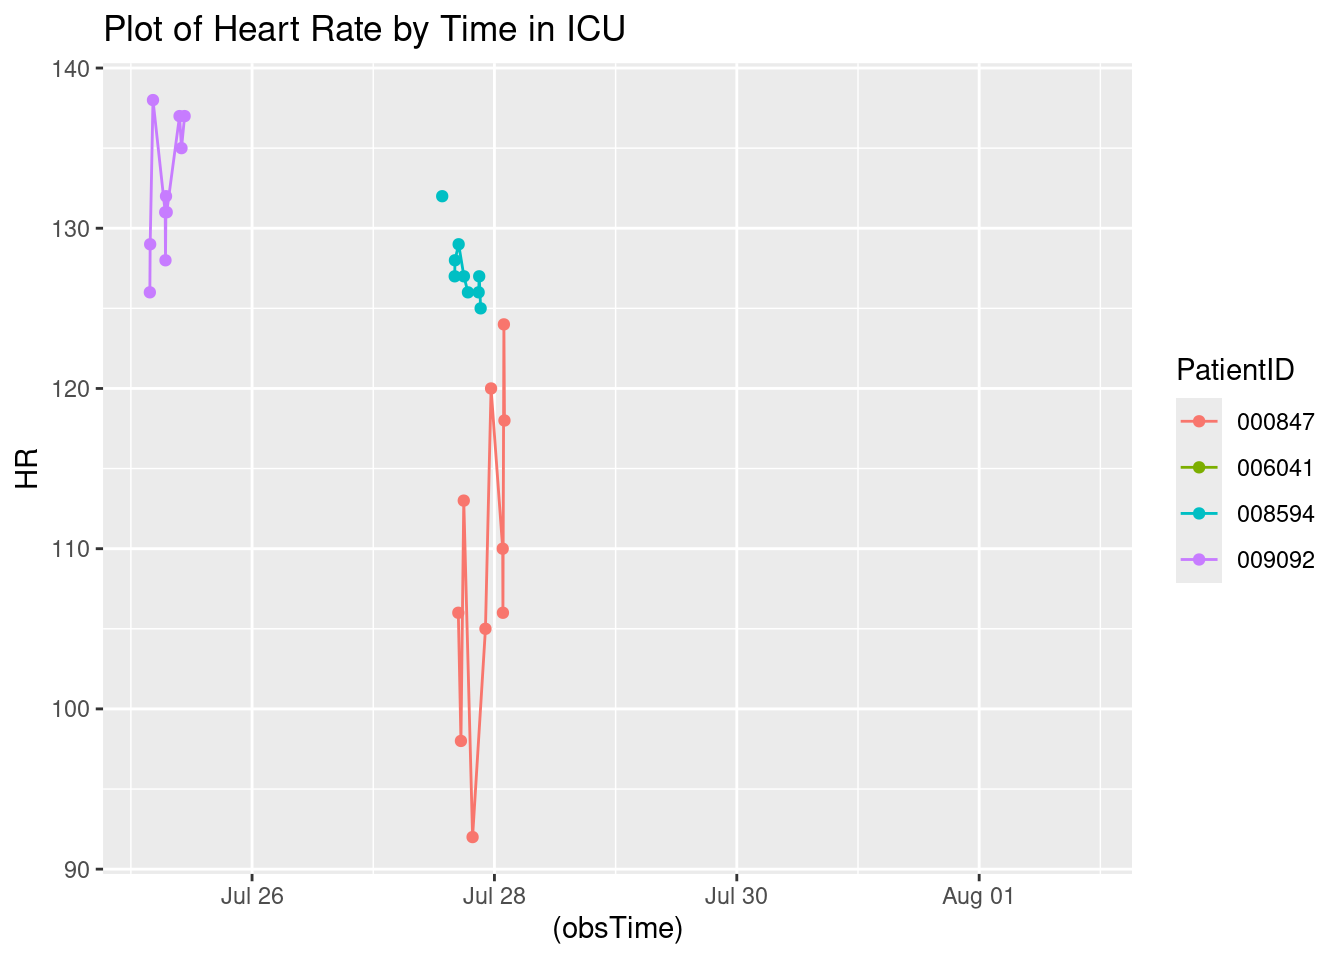 Plot of Heart Rate by Time in ICU
140
130
120
110
100
90
HR
Jul 26
Jul 28
Jul 30
Aug 01
(obsTime)
PatientID
000847
006041
008594
009092